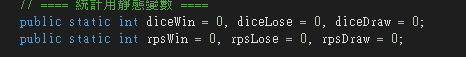 // ==== 統計用靜態變數 ====
public static int diceWin = 0, diceLose = 0, diceDraw = 0;
public static int rpsWin = 0, rpsLose = 0, rpsDraw = 0;